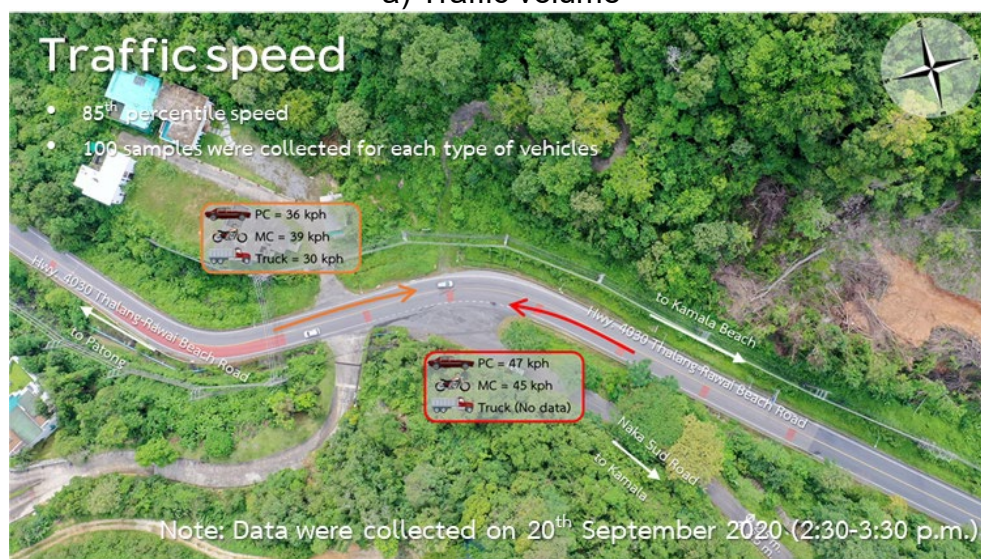 a) Traffic volume
Traffic speed
• 85th percentile speed
• 100 samples were collected for each type of vehicles
PC = 36 kph
MC = 39 kph
Truck = 30 kph
Hwy. 4030 Thalang-Rawai Beach Road
to Patong
to Kamala Beach
Hwy. 4030 Thalang-Rawai Beach Road
PC = 47 kph
MC = 45 kph
Truck (No data)
Naka Sud Road
to Kamala
Note: Data were collected on 20th September 2020 (2:30-3:30 p.m.)